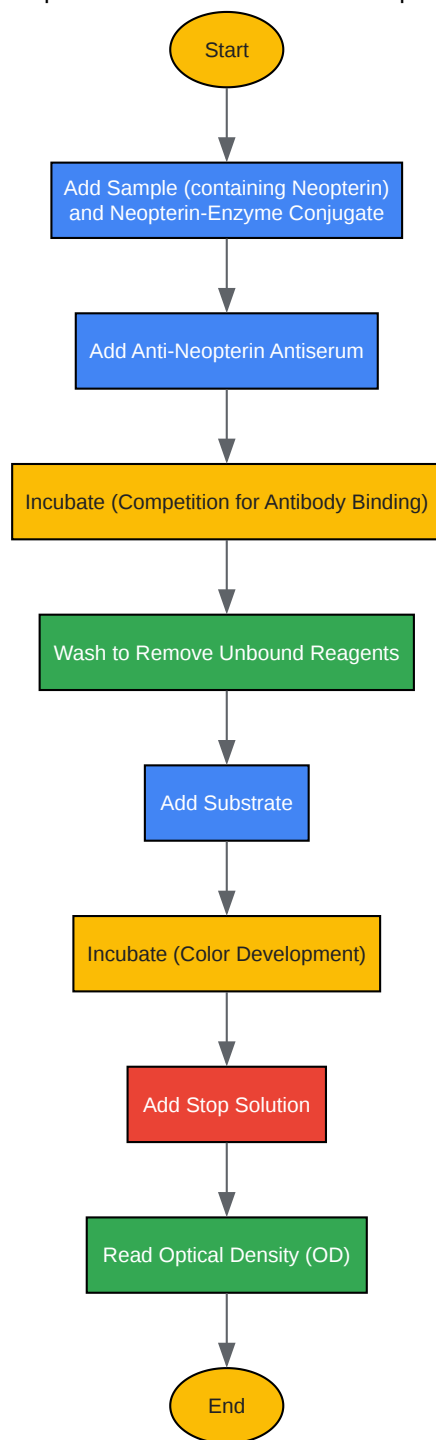 Start
Add Sample (containing Neopterin)
and Neopterin-Enzyme Conjugate
Add Anti-Neopterin Antiserum
Incubate (Competition for Antibody Binding)
Wash to Remove Unbound Reagents
Add Substrate
Incubate (Color Development)
Add Stop Solution
Read Optical Density (OD)
End